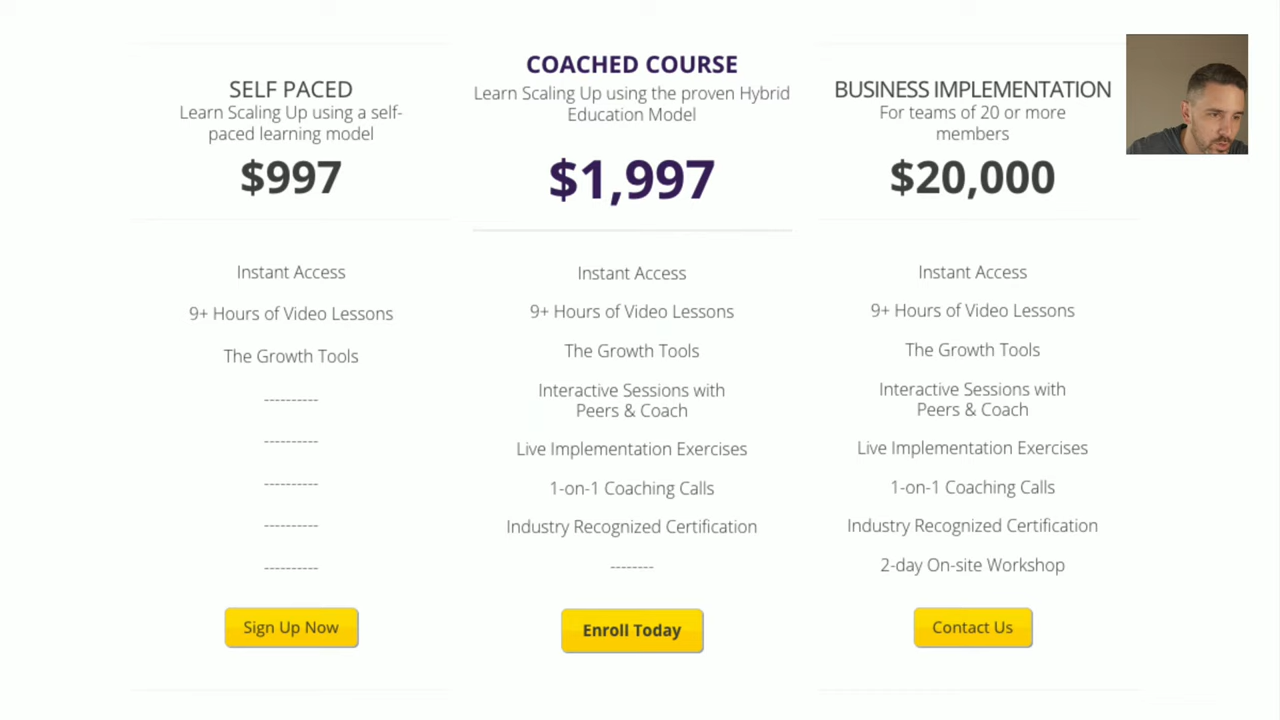 SELF PACED
Learn Scaling Up using a self-
paced learning model
$997
Instant Access
9+ Hours of Video Lessons
The Growth Tools
----------
----------
----------
----------
----------
Sign Up Now
COACHED COURSE
Learn Scaling Up using the proven Hybrid
Education Model
$1,997
Instant Access
9+ Hours of Video Lessons
The Growth Tools
Interactive Sessions with
Peers & Coach
Live Implementation Exercises
1-on-1 Coaching Calls
Industry Recognized Certification
--------
Enroll Today
BUSINESS IMPLEMENTATION
For teams of 20 or more
members
$20,000
Instant Access
9+ Hours of Video Lessons
The Growth Tools
Interactive Sessions with
Peers & Coach
Live Implementation Exercises
1-on-1 Coaching Calls
Industry Recognized Certification
2-day On-site Workshop
Contact Us